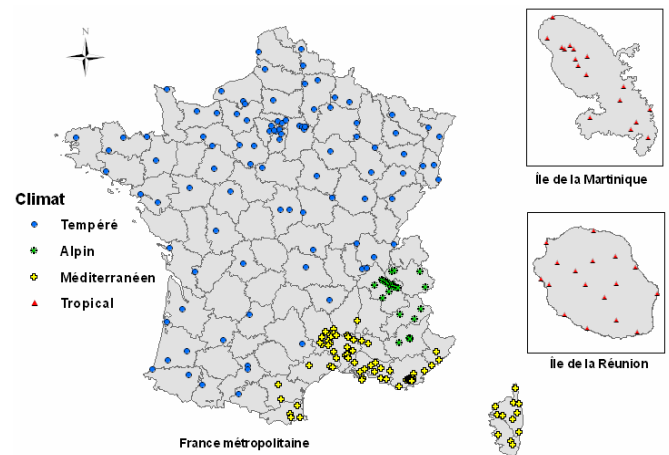 N
Climat
Tempéré
Alpin
Méditerranéen
Tropical
France métropolitaine
Île de la Martinique
Île de la Réunion